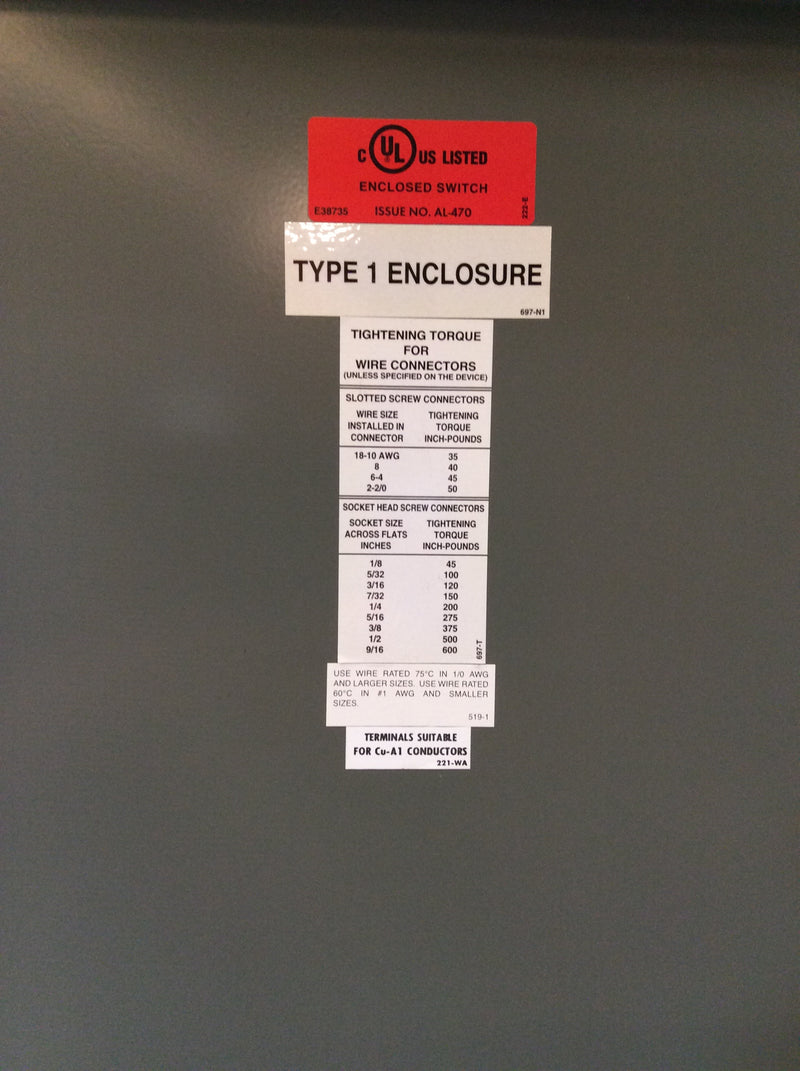 C UL US LISTED
ENCLOSED SWITCH
E38735 ISSUE NO. AL-470
222-E
TYPE 1 ENCLOSURE
697-N1
TIGHTENING TORQUE
FOR
WIRE CONNECTORS
(UNLESS SPECIFIED ON THE DEVICE)
SLOTTED SCREW CONNECTORS
WIRE SIZE TIGHTENING
INSTALLED IN TORQUE
CONNECTOR INCH-POUNDS
18-10 AWG 35
8 40
6-4 45
2-2/0 50
SOCKET HEAD SCREW CONNECTORS
SOCKET SIZE TIGHTENING
ACROSS FLATS TORQUE
INCHES INCH-POUNDS
1/8 45
5/32 100
3/16 120
7/32 150
1/4 200
5/16 275
3/8 375
1/2 500
9/16 600
697-T
USE WIRE RATED 75°C IN 1/0 AWG
AND LARGER SIZES. USE WIRE RATED
60°C IN #1 AWG AND SMALLER
SIZES.
519-1
TERMINALS SUITABLE
FOR Cu-A1 CONDUCTORS
221-WA